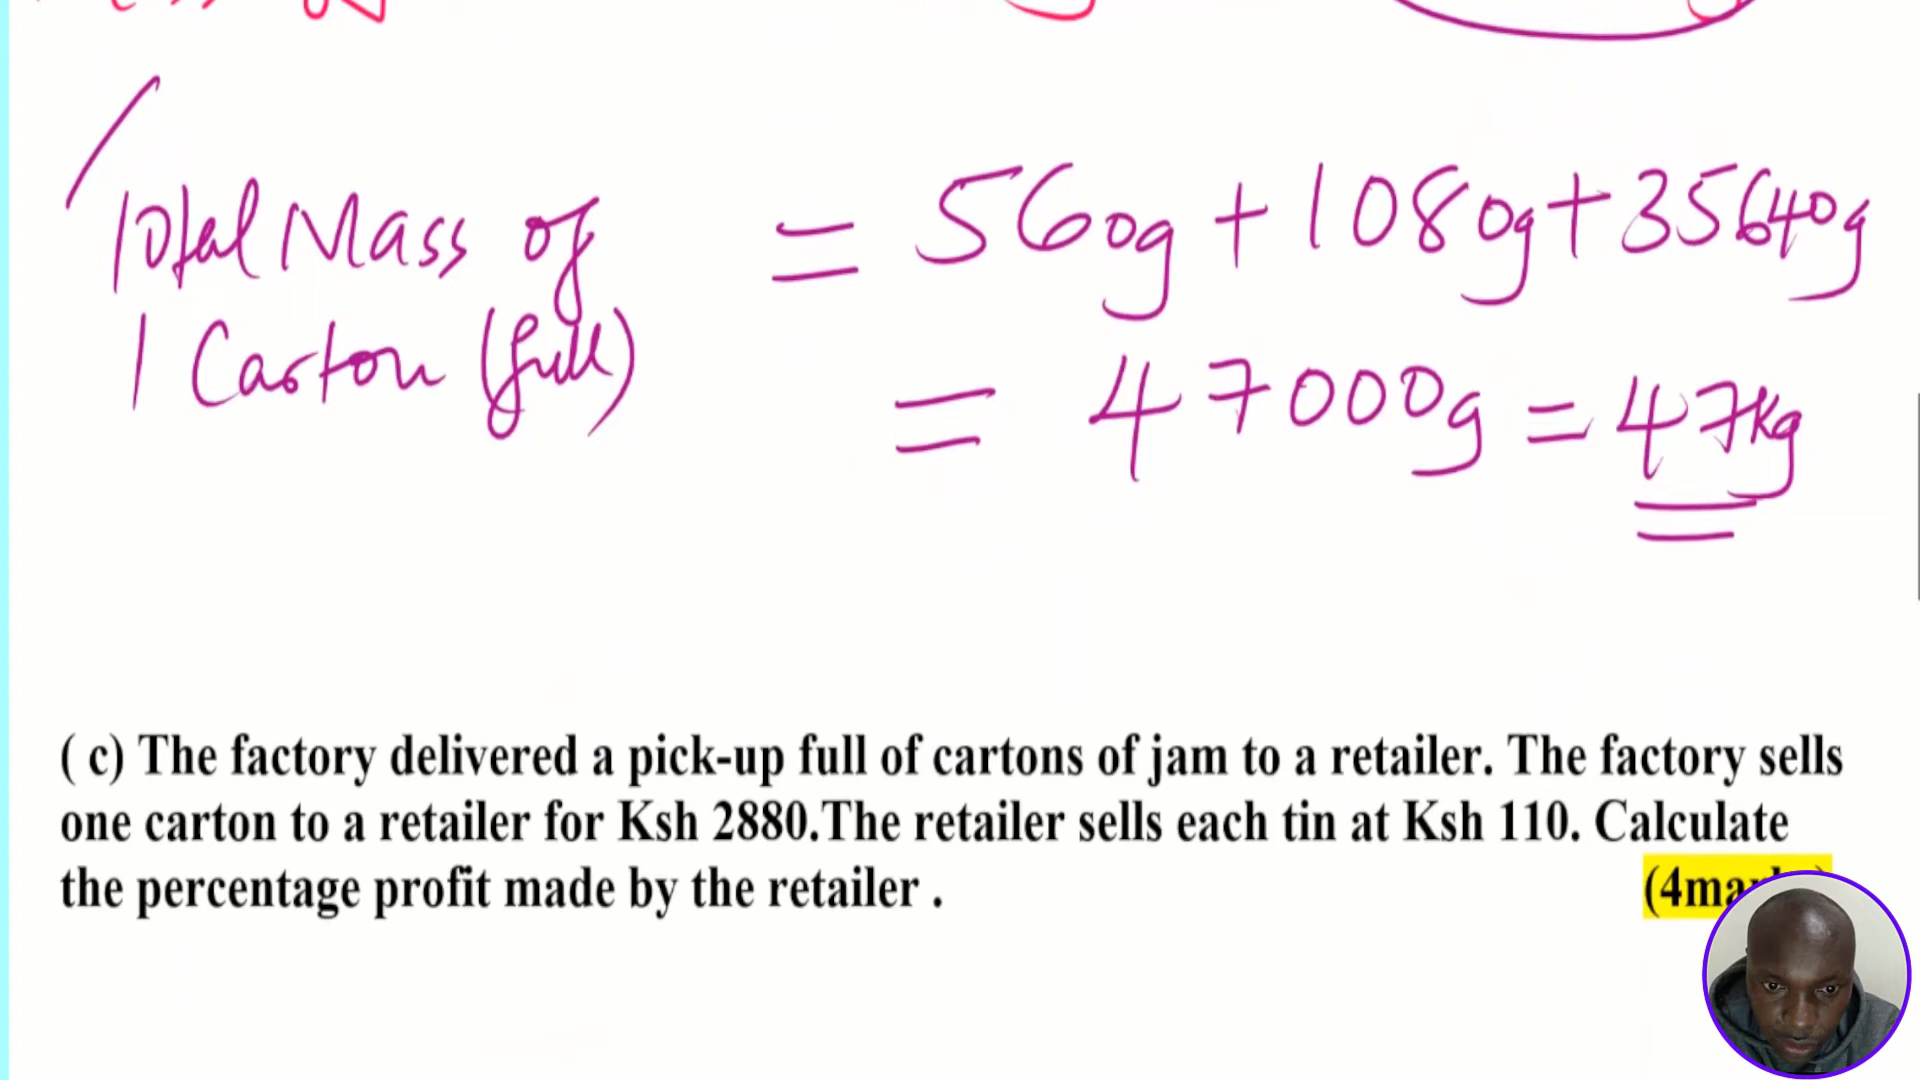 Total Mass of = 560g + 1080g + 35640g
1 Carton (full)
= 47000g = 47kg
( c) The factory delivered a pick-up full of cartons of jam to a retailer. The factory sells
one carton to a retailer for Ksh 2880.The retailer sells each tin at Ksh 110. Calculate
the percentage profit made by the retailer .